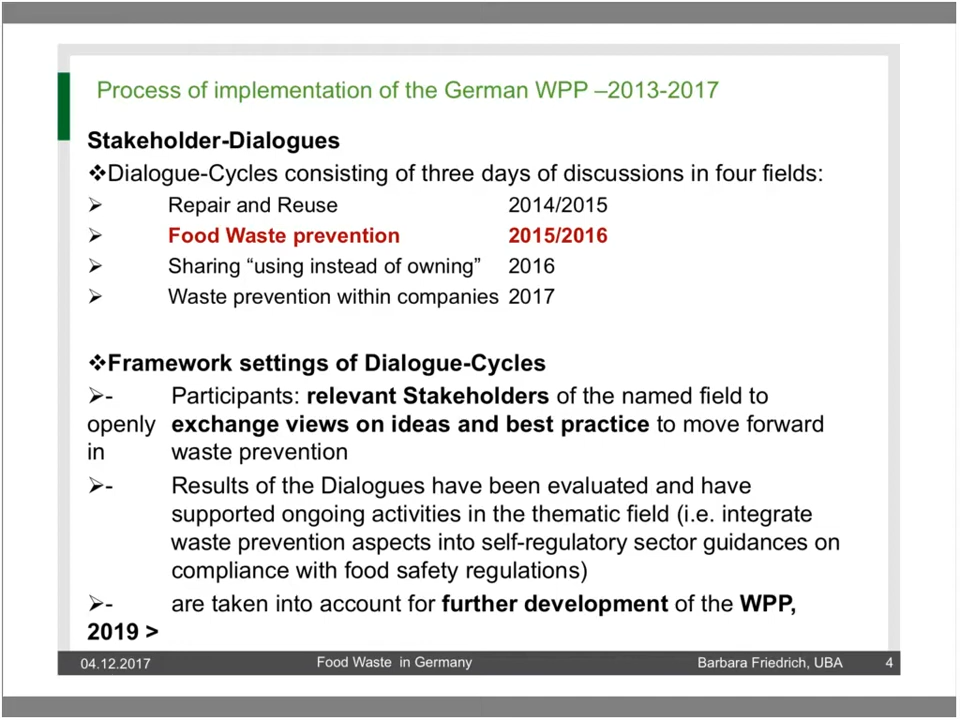 Process of implementation of the German WPP –2013-2017
Stakeholder-Dialogues
❖Dialogue-Cycles consisting of three days of discussions in four fields:
➢ Repair and Reuse 2014/2015
➢ Food Waste prevention 2015/2016
➢ Sharing “using instead of owning” 2016
➢ Waste prevention within companies 2017
❖Framework settings of Dialogue-Cycles
➢- Participants: relevant Stakeholders of the named field to
openly exchange views on ideas and best practice to move forward
in waste prevention
➢- Results of the Dialogues have been evaluated and have
supported ongoing activities in the thematic field (i.e. integrate
waste prevention aspects into self-regulatory sector guidances on
compliance with food safety regulations)
➢- are taken into account for further development of the WPP,
2019 >
04.12.2017 Food Waste in Germany Barbara Friedrich, UBA 4